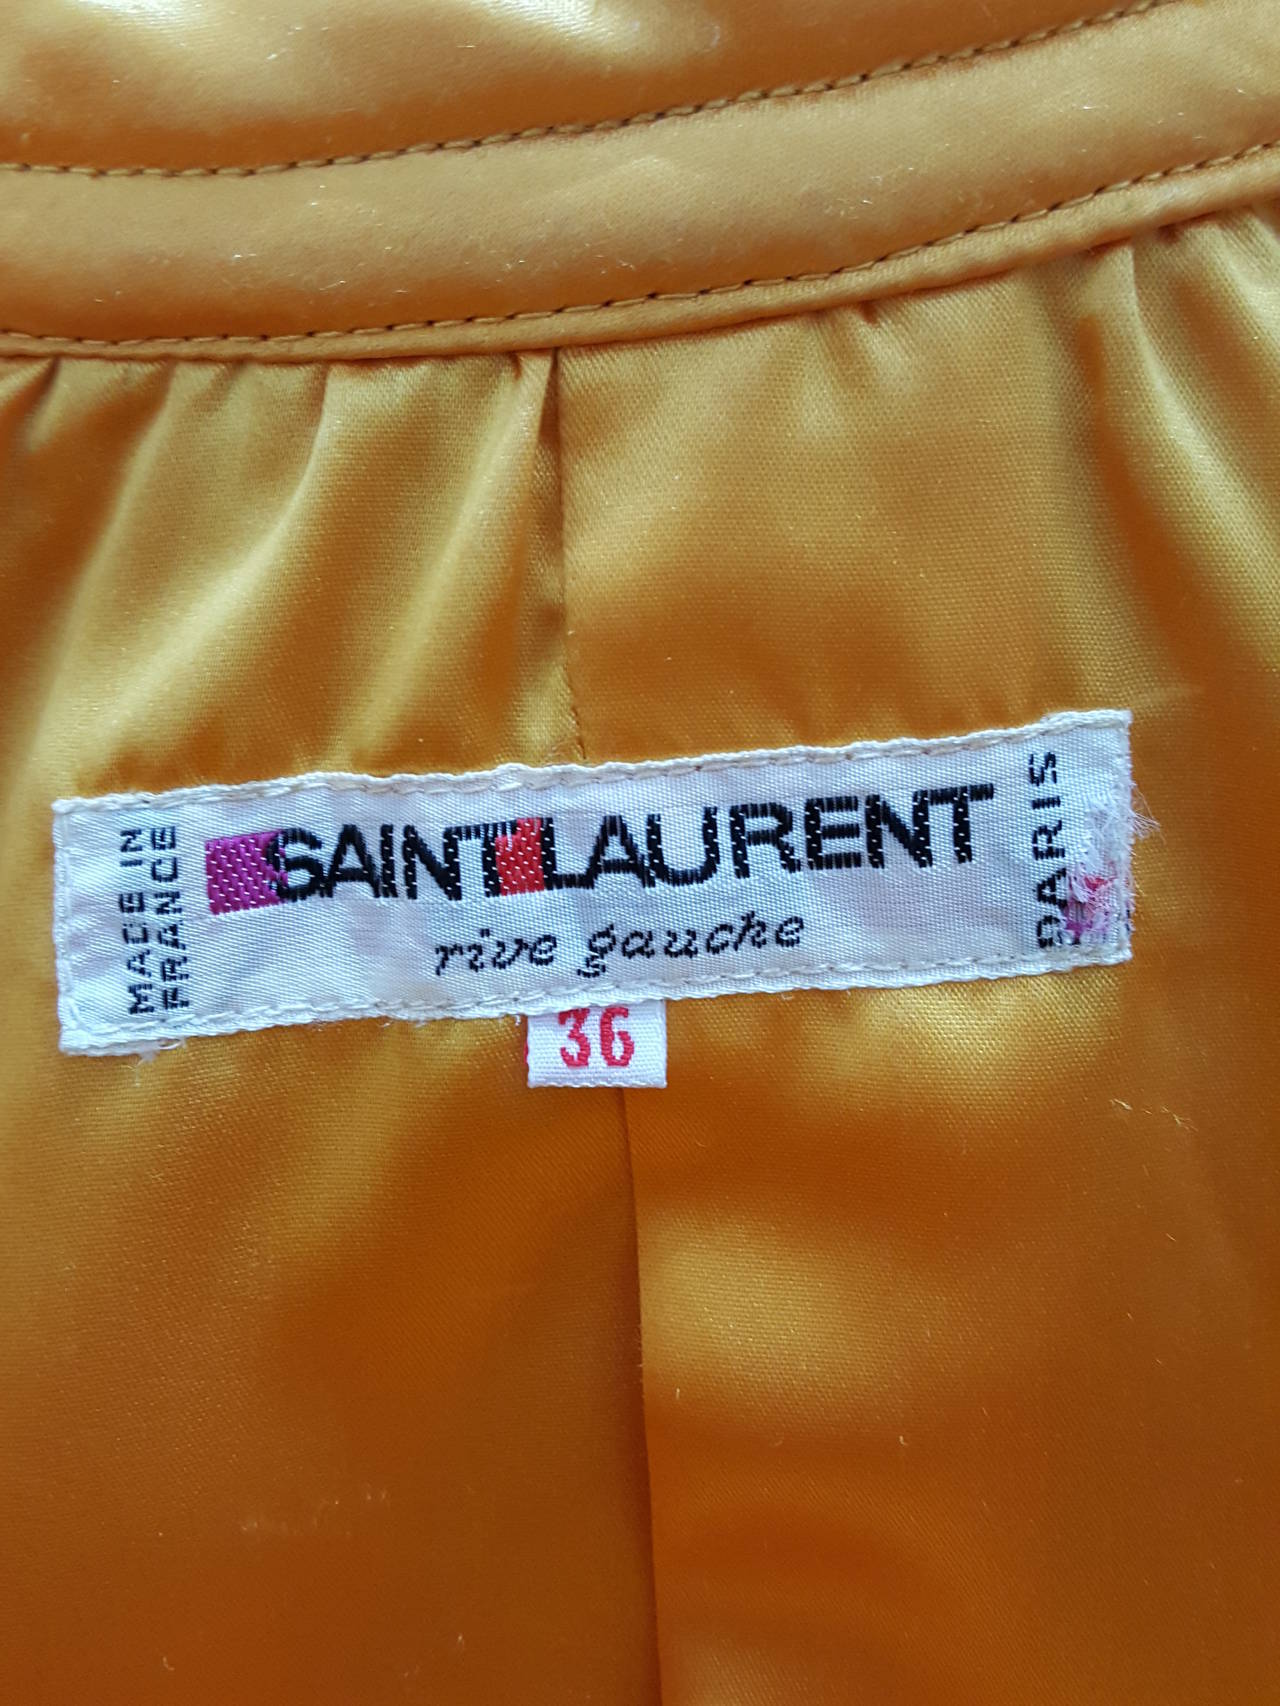 MADE IN
FRANCE
SAINT LAURENT
rive gauche
PARIS
36